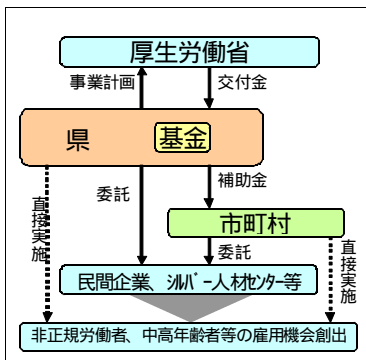 厚生労働省
事業計画
交付金
県
基金
委託
補助金
直接実施
市町村
委託
直接実施
民間企業、ｼﾙﾊﾞｰ人材ｾﾝﾀｰ等
非正規労働者、中高年齢者等の雇用機会創出